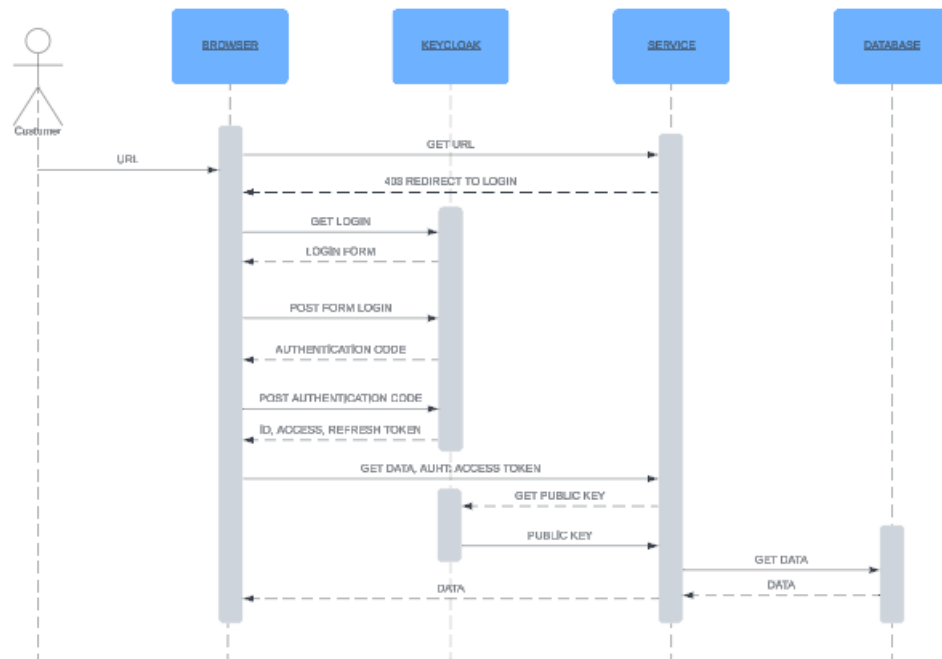 BROWSER
KEYCLOAK
SERVICE
DATABASE
Custumer
GET URL
URL
403 REDIRECT TO LOGIN
GET LOGIN
LOGIN FORM
POST FORM LOGIN
AUTHENTICATION CODE
POST AUTHENTICATION CODE
ID, ACCESS, REFRESH TOKEN
GET DATA, AUHT: ACCESS TOKEN
GET PUBLIC KEY
PUBLIC KEY
GET DATA
DATA
DATA